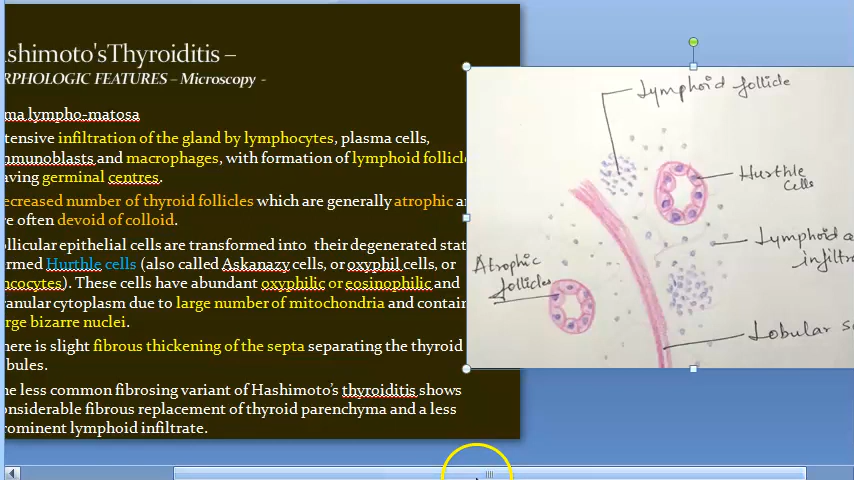 shimoto'sThyroiditis –
RPHOLOGIC FEATURES – Microscopy -
ma lympho-matosa
tensive infiltration of the gland by lymphocytes, plasma cells,
munoblasts and macrophages, with formation of lymphoid follicl
aving germinal centres.
ecreased number of thyroid follicles which are generally atrophic a
re often devoid of colloid.
ollicular epithelial cells are transformed into their degenerated stat
rmed Hurthle cells (also called Askanazy cells, or oxyphil cells, or
ncocytes). These cells have abundant oxyphilic or eosinophilic and
ranular cytoplasm due to large number of mitochondria and contain
rge bizarre nuclei.
here is slight fibrous thickening of the septa separating the thyroid
bules.
he less common fibrosing variant of Hashimoto's thyroiditis shows
onsiderable fibrous replacement of thyroid parenchyma and a less
rominent lymphoid infiltrate.
Lymphoid follicle
Hurthle
Cells
Lymphoid
infiltr
Atrophic
follicles
Lobular s